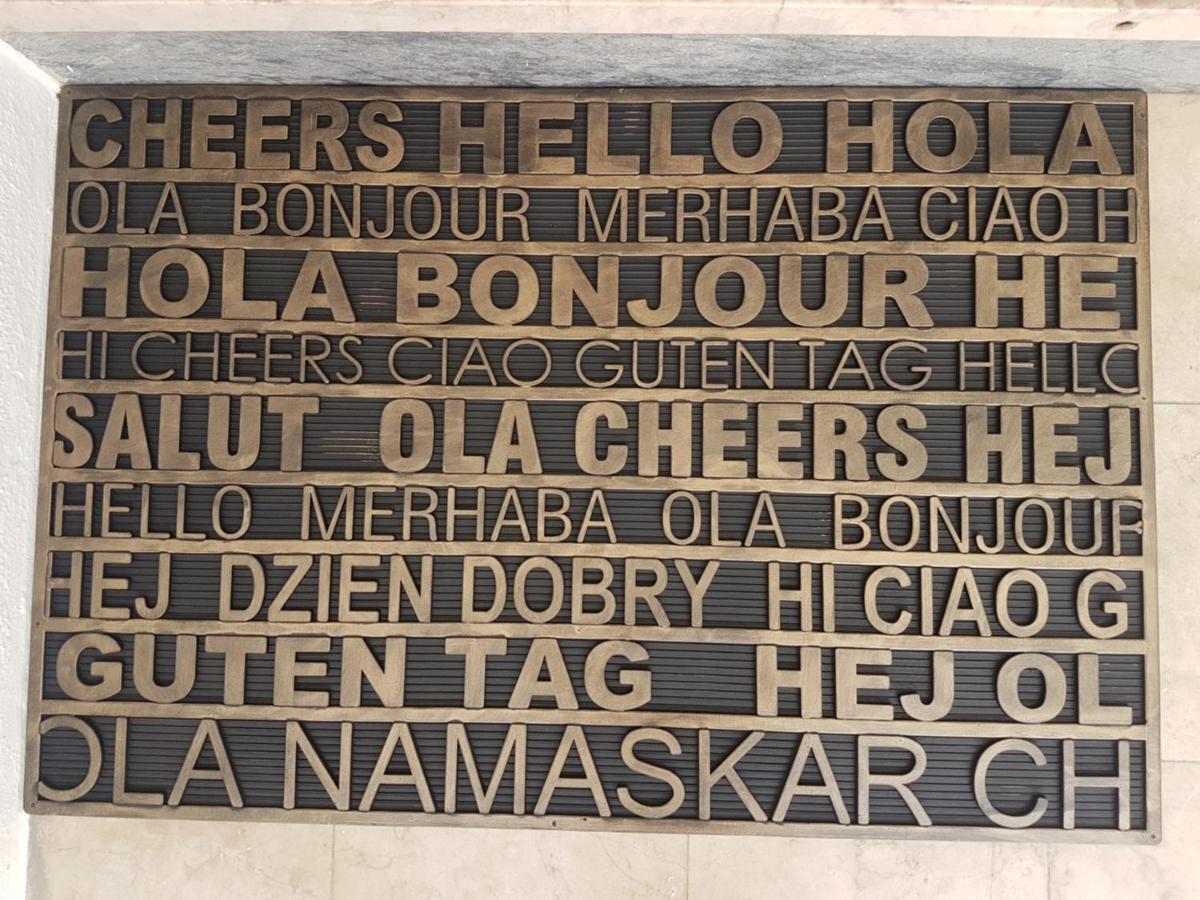 CHEERS HELLO HOLA
OLA BONJOUR MERHABA CIAO H
HOLA BONJOUR HE
HI CHEERS CIAO GUTEN TAG HELLO
SALUT OLA CHEERS HEJ
HELLO MERHABA OLA BONJOUR
HEJ DZIEN DOBRY HI CIAO G
GUTEN TAG HEJ OL
OLA NAMASKAR CH